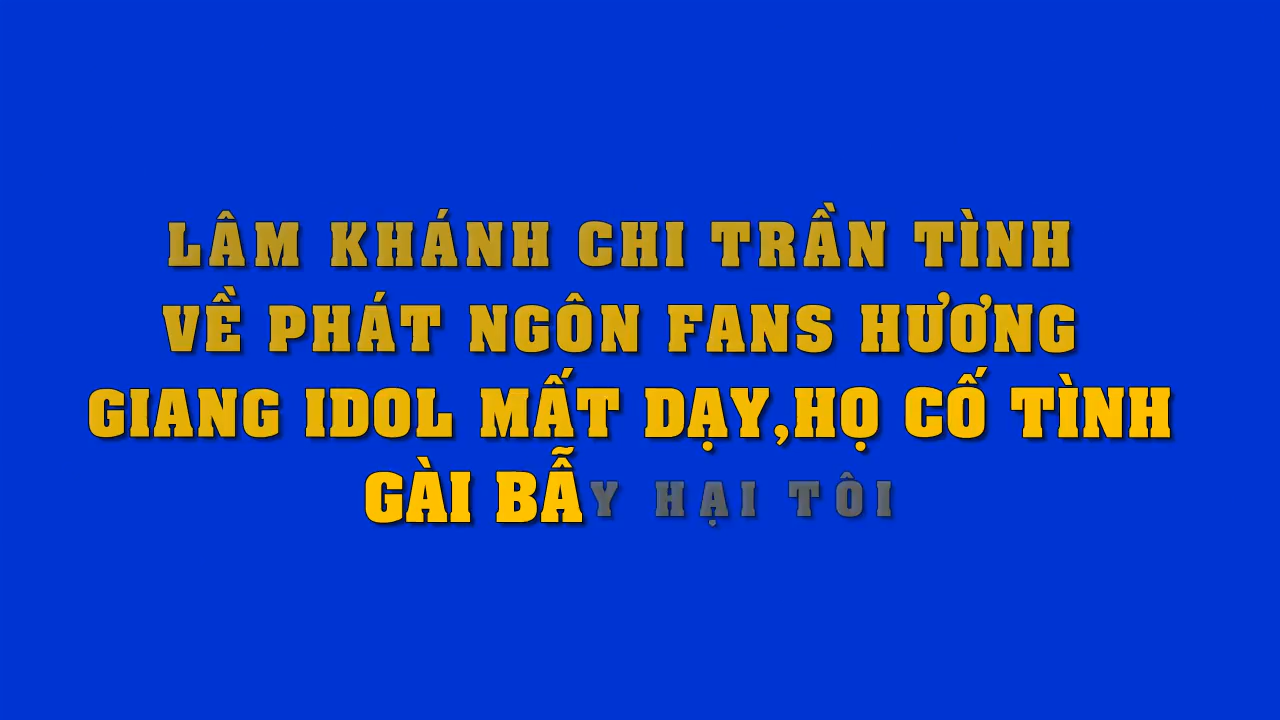 LÂM KHÁNH CHI TRẦN TÌNH
VỀ PHÁT NGÔN FANS HƯƠNG
GIANG IDOL MẤT DẠY,HỌ CỐ TÌNH
GÀI BẪY HẠI TÔI